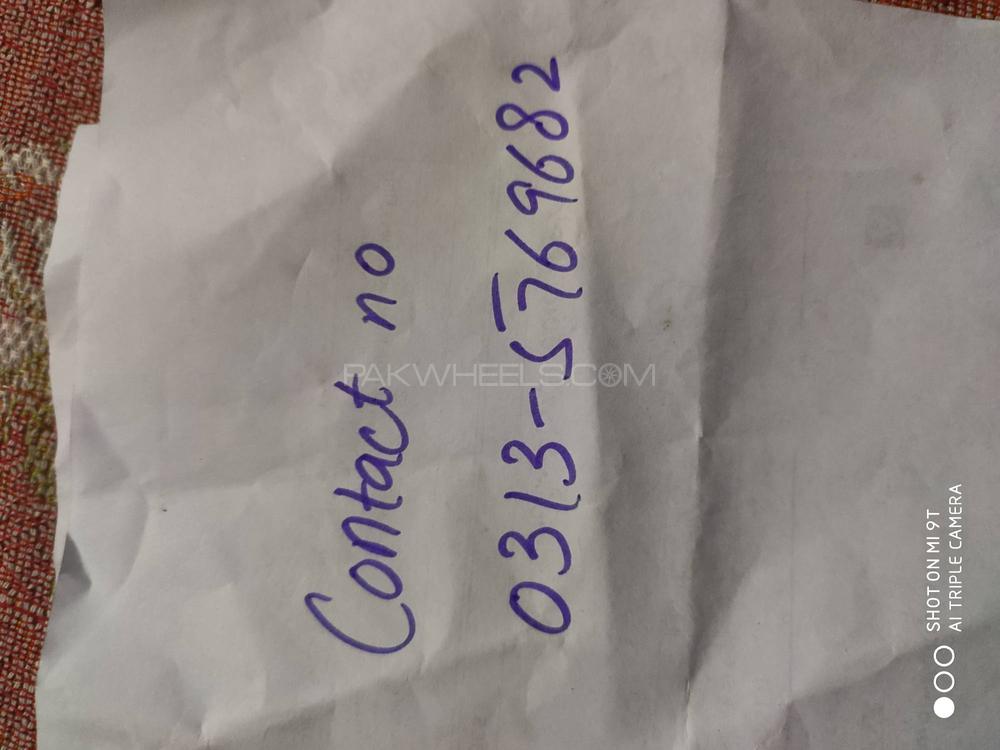 Contact no
0313-5769682
PAKWHEELS.COM
SHOT ON MI 9T
AI TRIPLE CAMERA